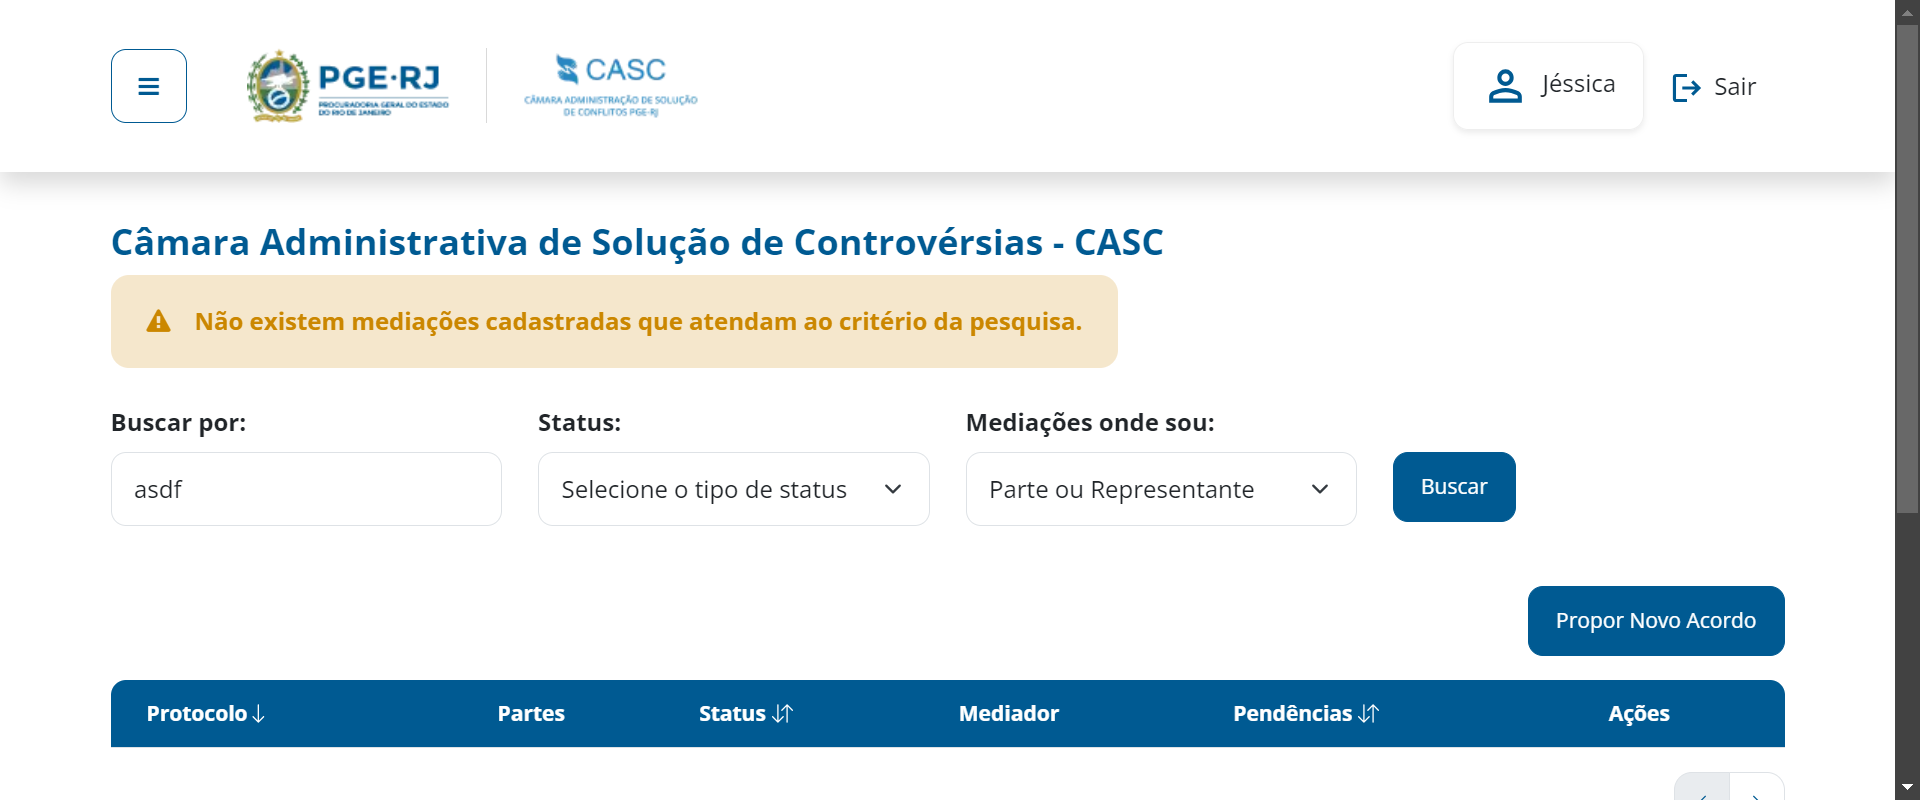 PGE·RJ
PROCURADORIA GERAL DO ESTADO
DO RIO DE JANEIRO
CASC
CÂMARA ADMINISTRAÇÃO DE SOLUÇÃO
DE CONFLITOS PGE-RJ
Jéssica
Sair
Câmara Administrativa de Solução de Controvérsias - CASC
Não existem mediações cadastradas que atendam ao critério da pesquisa.
Buscar por:
Status:
Mediações onde sou:
asdf
Selecione o tipo de status
Parte ou Representante
Buscar
Propor Novo Acordo
Protocolo
Partes
Status
Mediador
Pendências
Ações